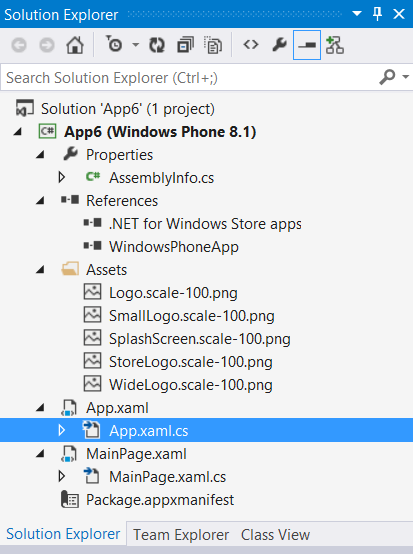 Solution Explorer
Search Solution Explorer (Ctrl+;)
Solution 'App6' (1 project)
C# App6 (Windows Phone 8.1)
Properties
C# AssemblyInfo.cs
References
.NET for Windows Store apps
WindowsPhoneApp
Assets
Logo.scale-100.png
SmallLogo.scale-100.png
SplashScreen.scale-100.png
StoreLogo.scale-100.png
WideLogo.scale-100.png
App.xaml
App.xaml.cs
MainPage.xaml
MainPage.xaml.cs
Package.appxmanifest
Solution Explorer Team Explorer Class View